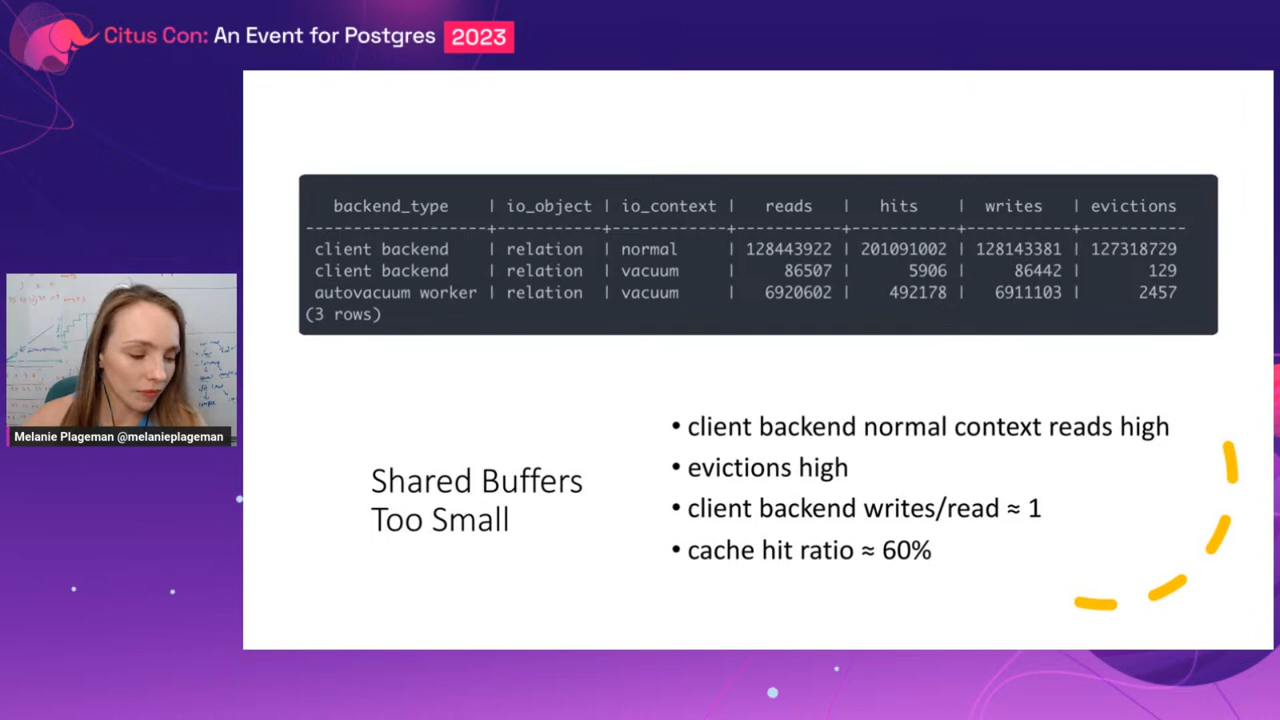 Citus Con: An Event for Postgres 2023
backend_type | io_object | io_context | reads | hits | writes | evictions
-------------------+-----------+------------+-----------+-----------+-----------+-----------
client backend | relation | normal | 128443922 | 201091002 | 128143381 | 127318729
client backend | relation | vacuum | 86507 | 5906 | 86442 | 129
autovacuum worker | relation | vacuum | 6920602 | 492178 | 6911103 | 2457
(3 rows)
Melanie Plageman @melanieplageman
Shared Buffers
Too Small
• client backend normal context reads high
• evictions high
• client backend writes/read ≈ 1
• cache hit ratio ≈ 60%